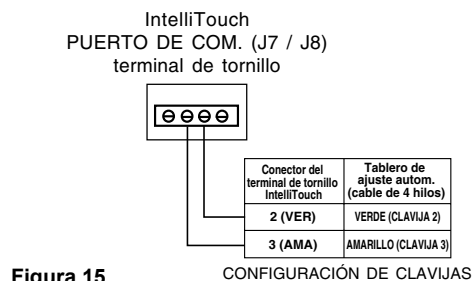 IntelliTouch
PUERTO DE COM. (J7 / J8)
terminal de tornillo
Conector del
terminal de tornillo
IntelliTouch
Tablero de
ajuste autom.
(cable de 4 hilos)
2 (VER)
VERDE (CLAVIJA 2)
3 (AMA)
AMARILLO (CLAVIJA 3)
Figura 15
CONFIGURACIÓN DE CLAVIJAS